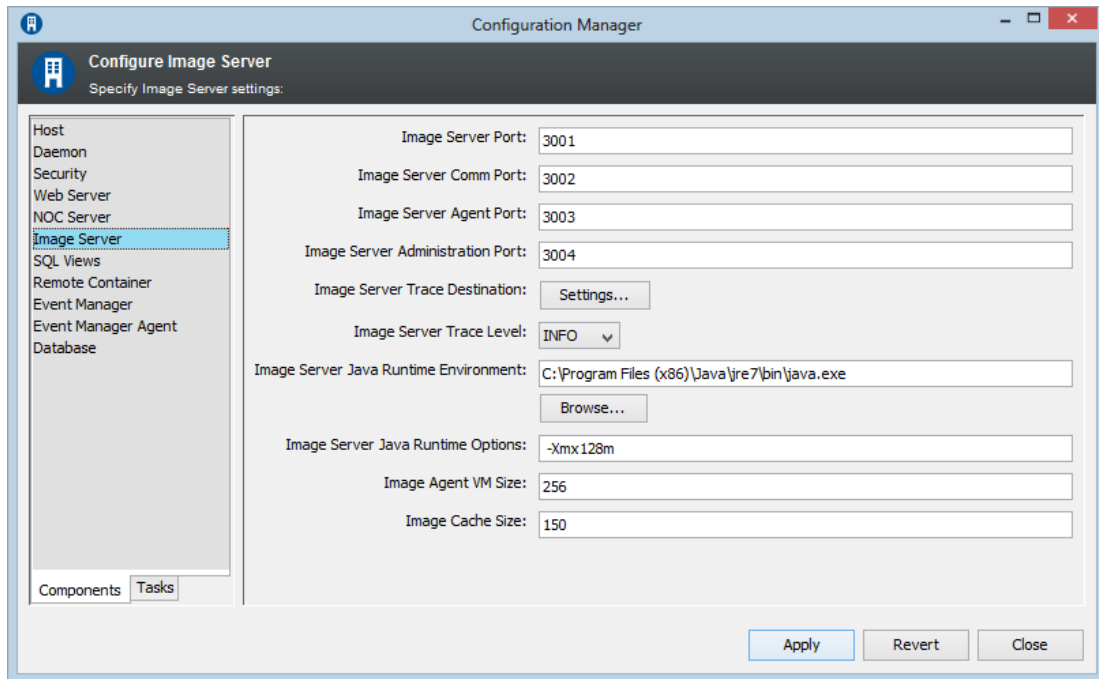 Configuration Manager
Configure Image Server
Specify Image Server settings:
Host
Daemon
Security
Web Server
NOC Server
Image Server
SQL Views
Remote Container
Event Manager
Event Manager Agent
Database
Components Tasks
Image Server Port: 3001
Image Server Comm Port: 3002
Image Server Agent Port: 3003
Image Server Administration Port: 3004
Image Server Trace Destination: Settings...
Image Server Trace Level: INFO
Image Server Java Runtime Environment: C:\Program Files (x86)\Java\jre7\bin\java.exe
Browse...
Image Server Java Runtime Options: -Xmx128m
Image Agent VM Size: 256
Image Cache Size: 150
Apply Revert Close